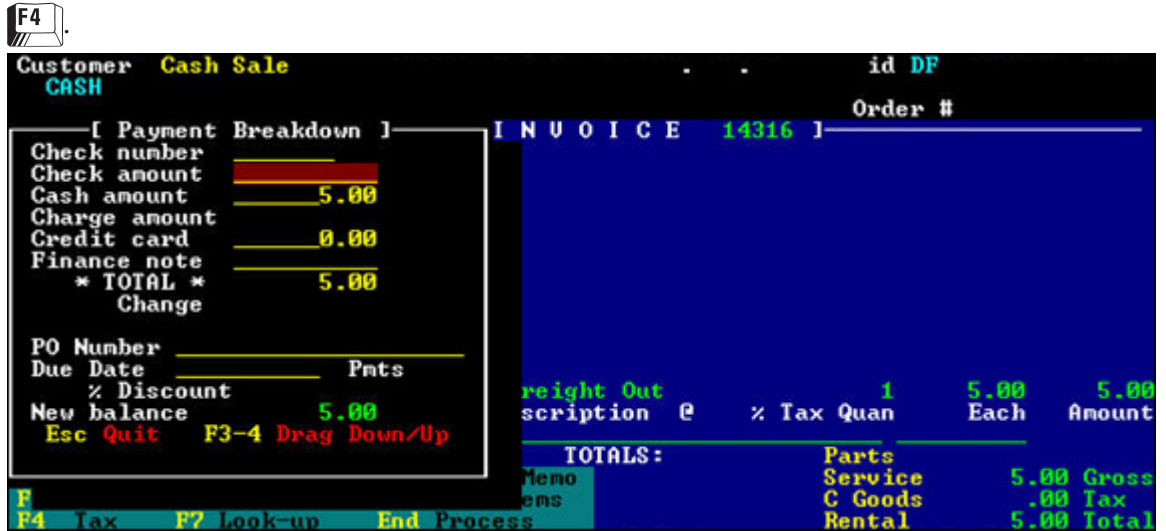 F4.
Customer Cash Sale . . id DF
CASH
Order #
[ Payment Breakdown ] I N V O I C E 14316 ]
Check number
Check amount
Cash amount 5.00
Charge amount
Credit card 0.00
Finance note
* TOTAL * 5.00
Change
PO Number
Due Date Pmts
% Discount reight Out 1 5.00 5.00
New balance 5.00 scription @ % Tax Quan Each Amount
Esc Quit F3-4 Drag Down/Up
TOTALS: Parts
Memo Service 5.00 Gross
F ems C Goods .00 Tax
F4 Tax F7 Look-up End Process Rental 5.00 Total